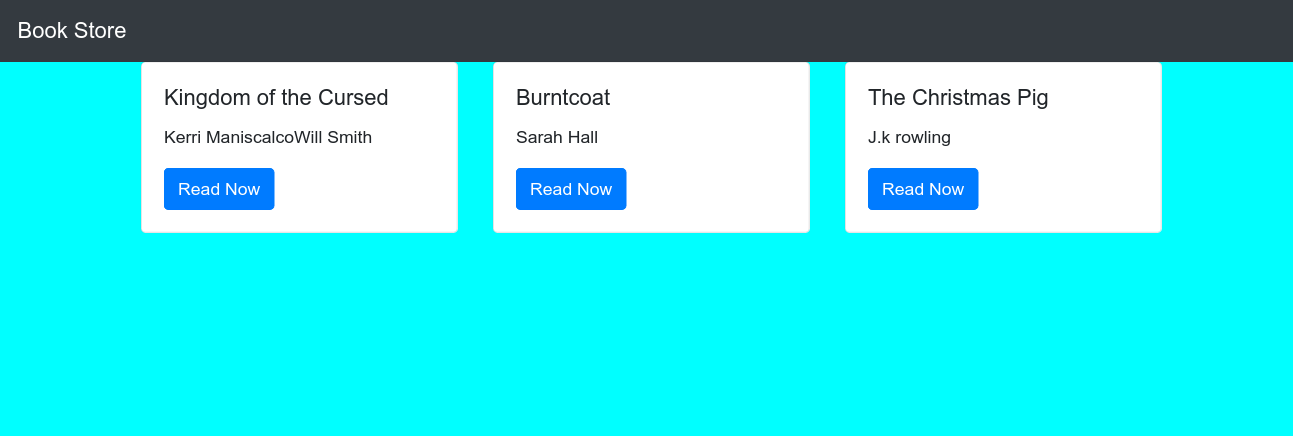 Book Store
Kingdom of the Cursed
Kerri ManiscalcoWill Smith
Read Now
Burntcoat
Sarah Hall
Read Now
The Christmas Pig
J.k rowling
Read Now